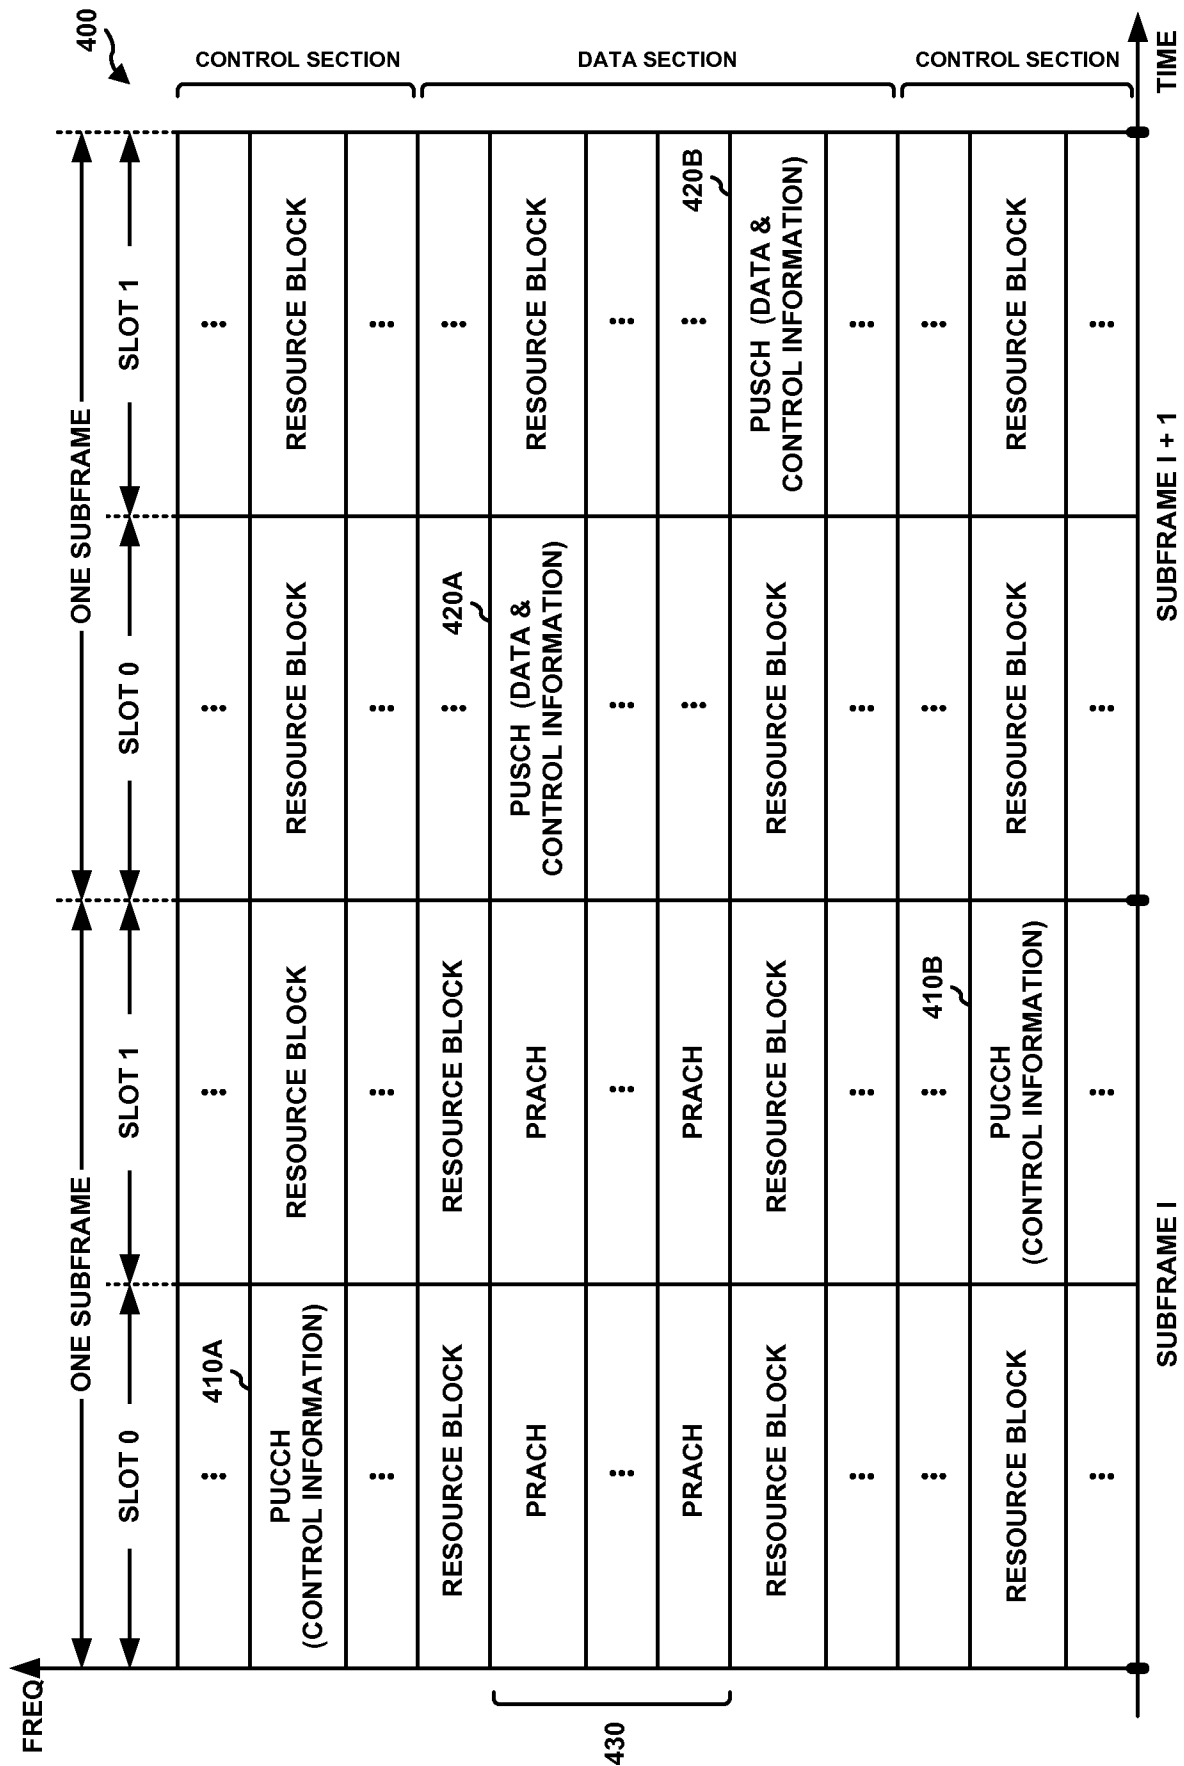 FREQ
400
ONE SUBFRAME
ONE SUBFRAME
SLOT 0
SLOT 1
SLOT 0
SLOT 1
...
410A
...
...
...
PUCCH
(CONTROL INFORMATION)
RESOURCE BLOCK
RESOURCE BLOCK
RESOURCE BLOCK
CONTROL SECTION
...
...
...
...
RESOURCE BLOCK
RESOURCE BLOCK
...
420A
...
PRACH
PRACH
PUSCH (DATA &
CONTROL INFORMATION)
RESOURCE BLOCK
430
...
...
...
...
DATA SECTION
PRACH
PRACH
...
...
420B
RESOURCE BLOCK
RESOURCE BLOCK
RESOURCE BLOCK
PUSCH (DATA &
CONTROL INFORMATION)
...
...
...
...
...
...
410B
...
...
RESOURCE BLOCK
PUCCH
(CONTROL INFORMATION)
RESOURCE BLOCK
RESOURCE BLOCK
CONTROL SECTION
...
...
...
...
SUBFRAME I
SUBFRAME I + 1
TIME